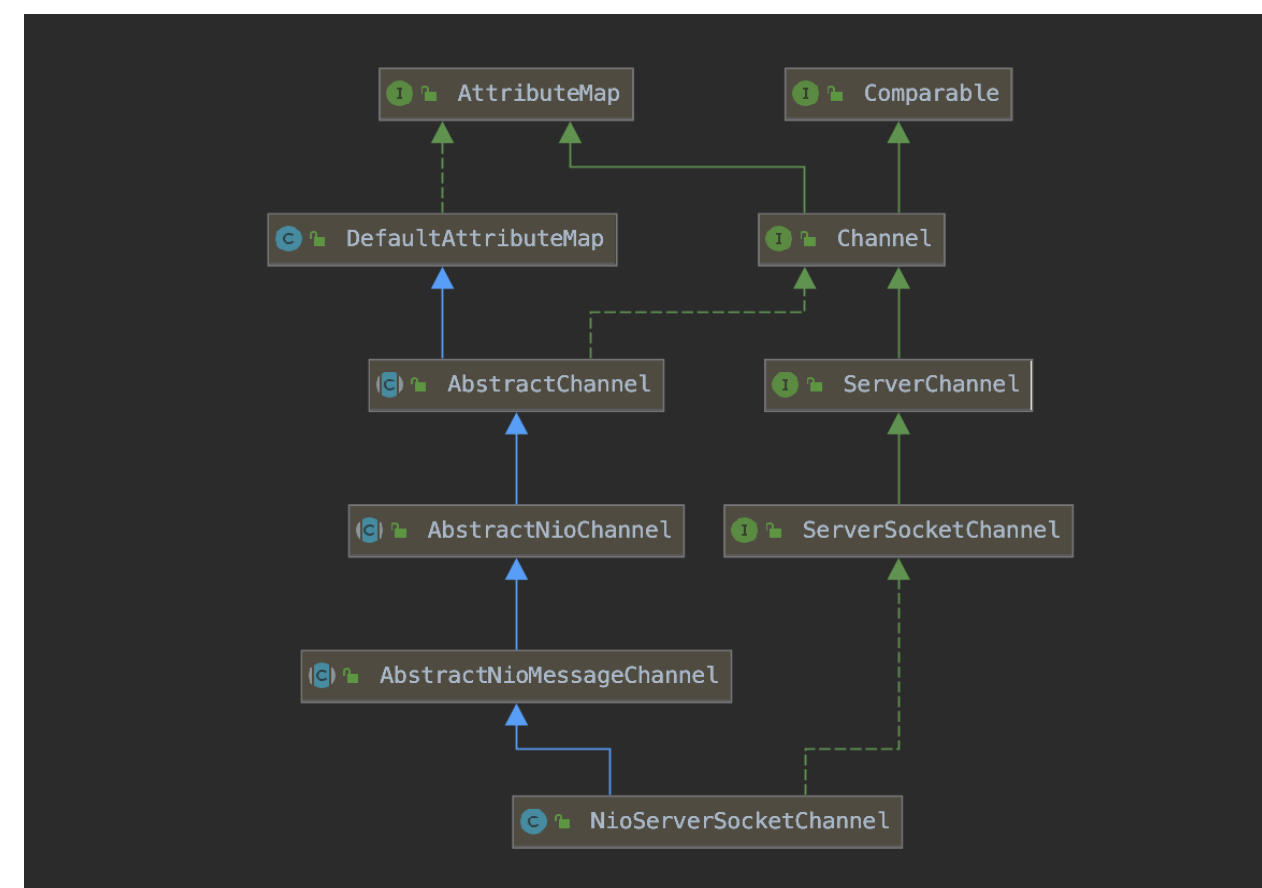 I AttributeMap
I Comparable
C DefaultAttributeMap
I Channel
C AbstractChannel
I ServerChannel
C AbstractNioChannel
I ServerSocketChannel
C AbstractNioMessageChannel
C NioServerSocketChannel